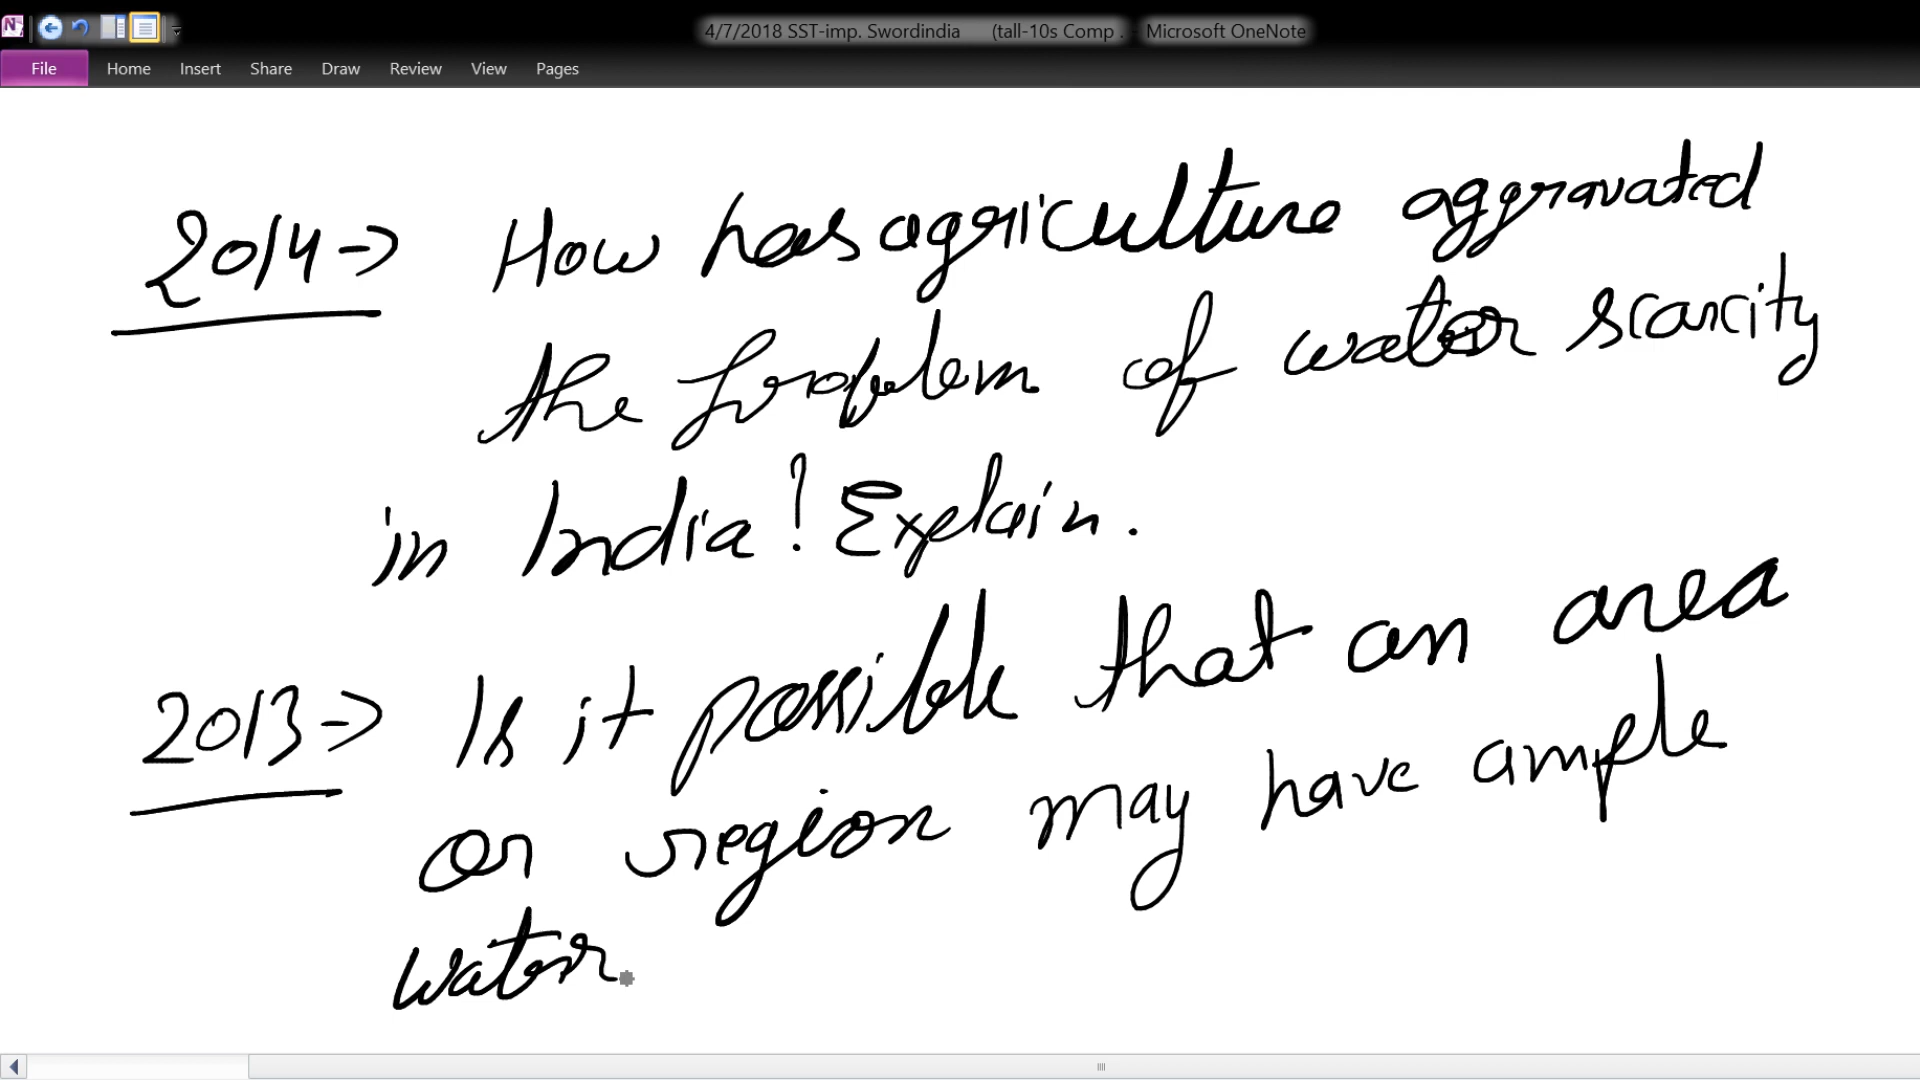 4/7/2018 SST-imp. Swordindia (tall-10s Comp . - Microsoft OneNote
File Home Insert Share Draw Review View Pages
2014-> How has agriculture aggravated
the problem of water scarcity
in India? Explain.
2013-> Is it possible that an area
or region may have ample
water